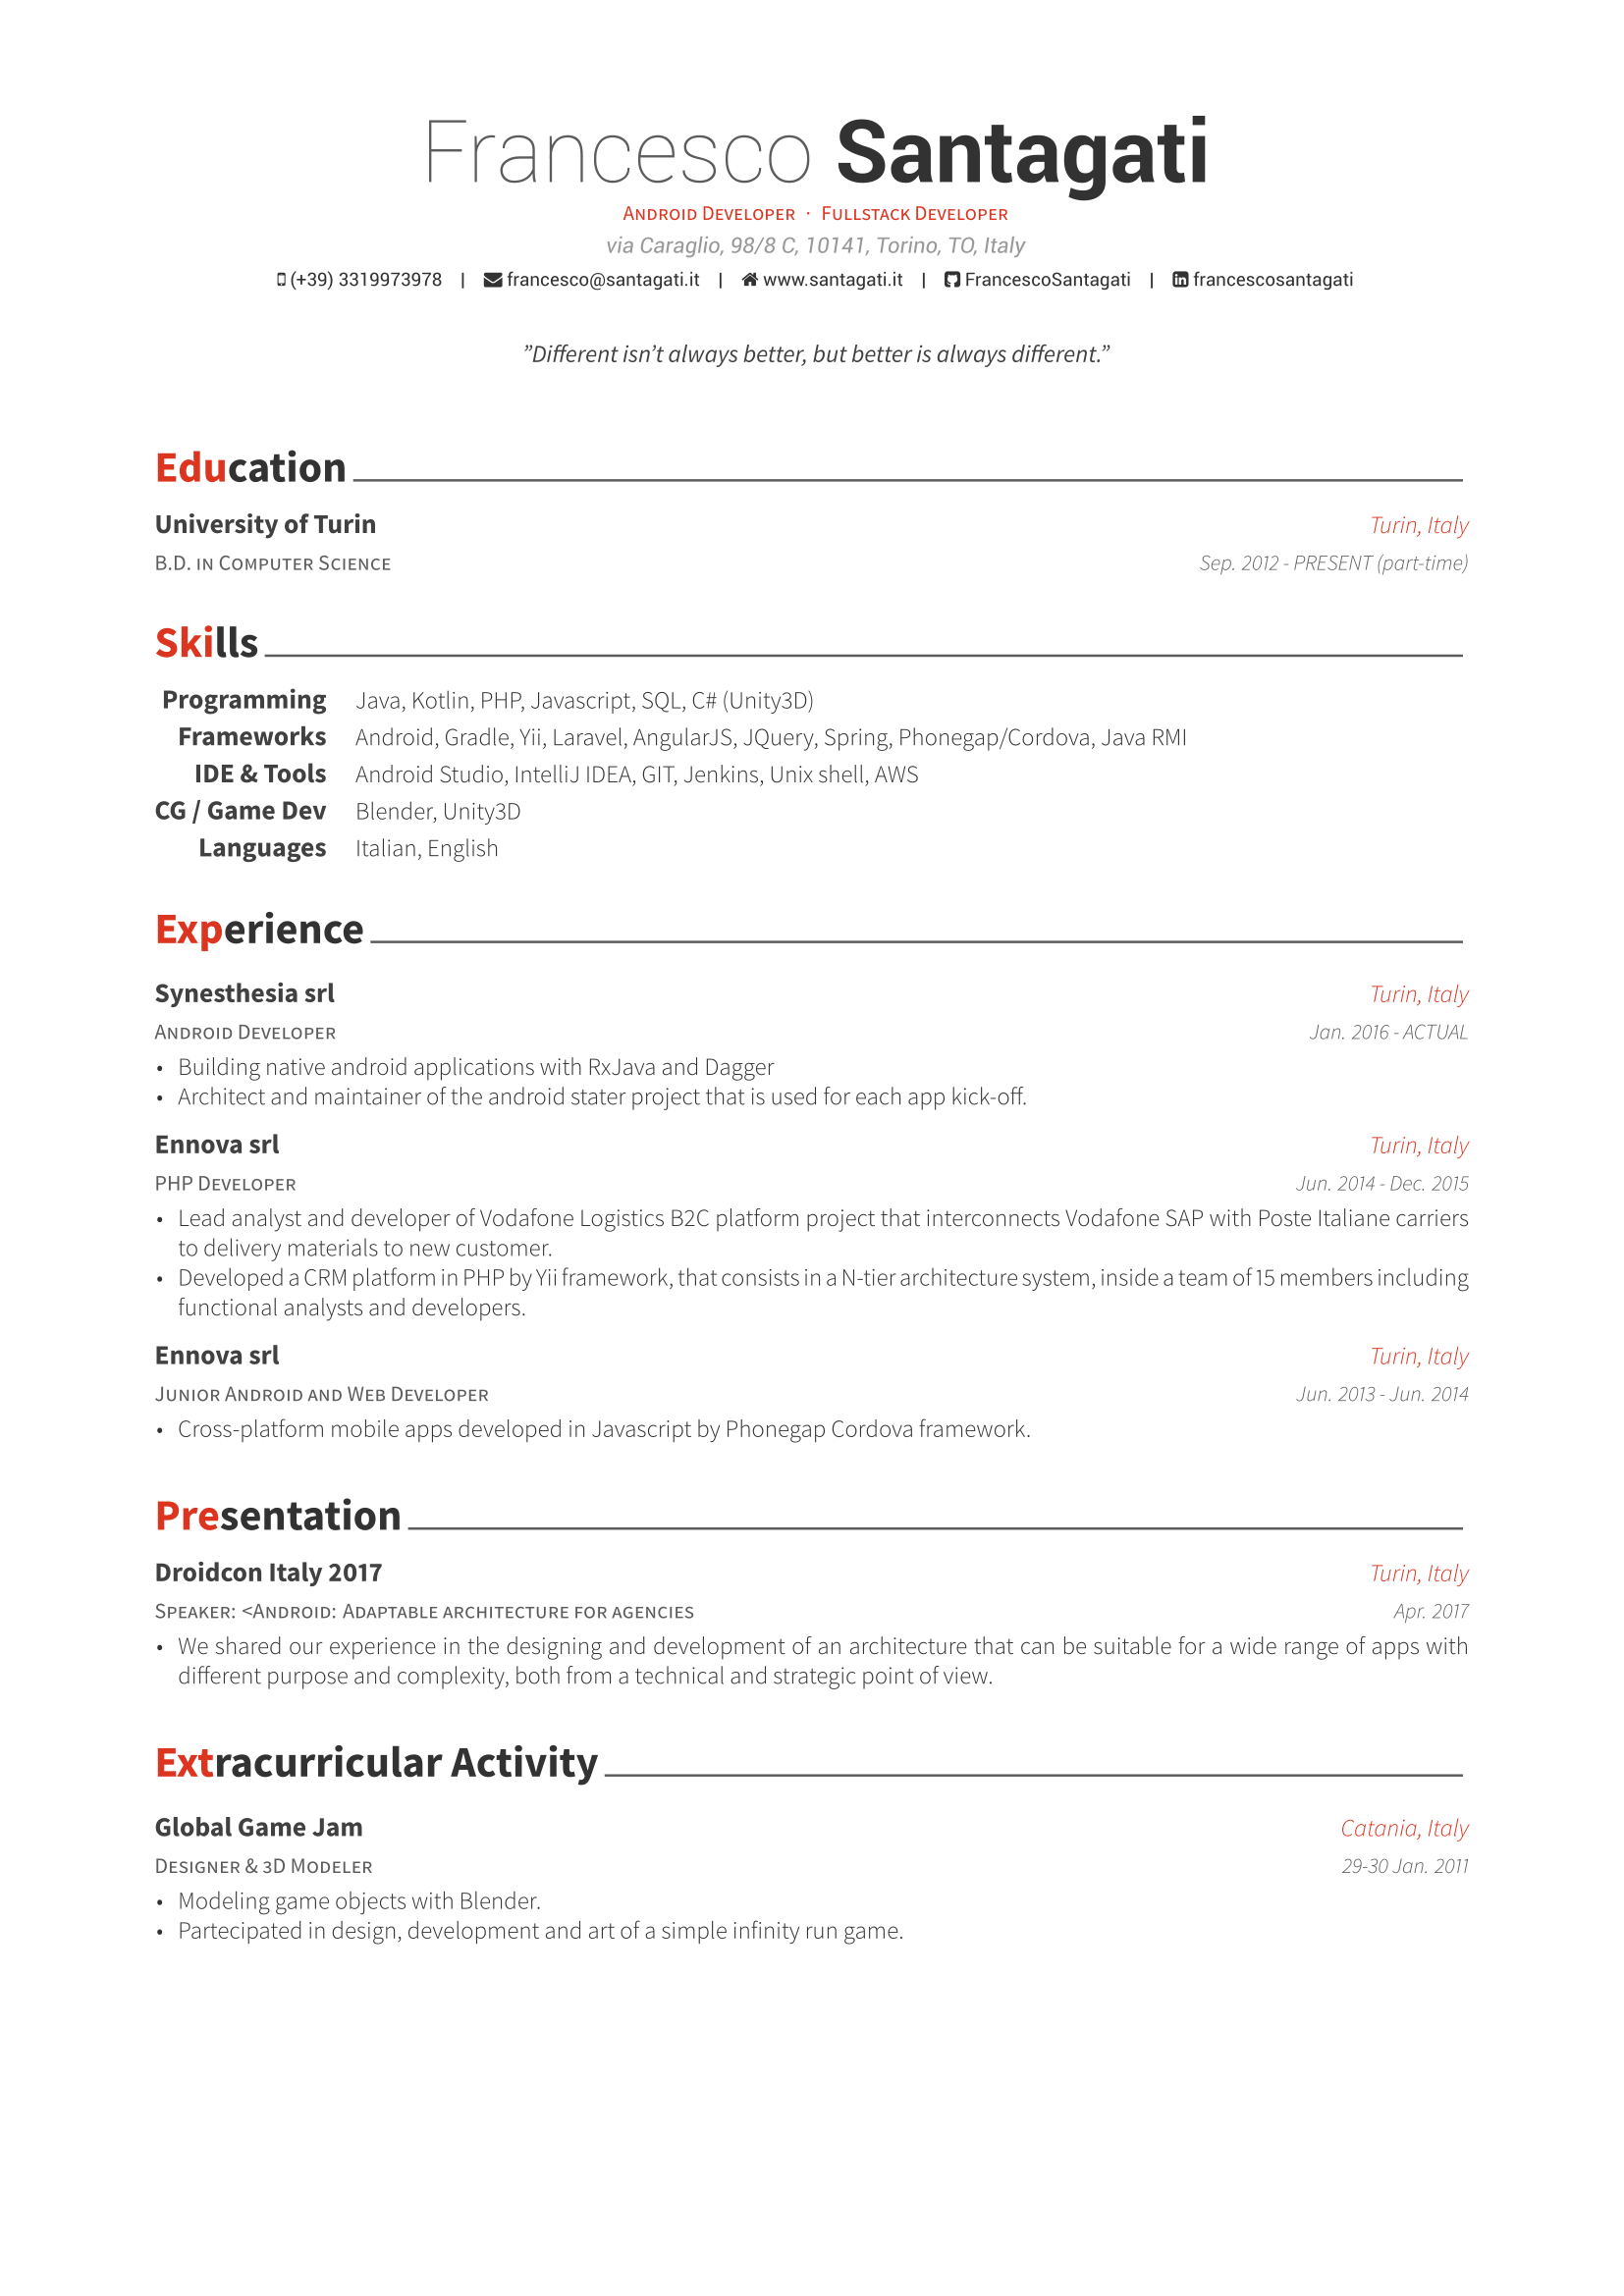 Francesco Santagati
Android Developer · Fullstack Developer
via Caraglio, 98/8 C, 10141, Torino, TO, Italy
(+39) 3319973978 | francesco@santagati.it | www.santagati.it | FrancescoSantagati | francescosantagati
”Different isn’t always better, but better is always different.”
Education
University of Turin Turin, Italy
B.D. in Computer Science Sep. 2012 - PRESENT (part-time)
Skills
Programming Java, Kotlin, PHP, Javascript, SQL, C# (Unity3D)
Frameworks Android, Gradle, Yii, Laravel, AngularJS, JQuery, Spring, Phonegap/Cordova, Java RMI
IDE & Tools Android Studio, IntelliJ IDEA, GIT, Jenkins, Unix shell, AWS
CG / Game Dev Blender, Unity3D
Languages Italian, English
Experience
Synesthesia srl Turin, Italy
Android Developer Jan. 2016 - ACTUAL
• Building native android applications with RxJava and Dagger
• Architect and maintainer of the android stater project that is used for each app kick-off.
Ennova srl Turin, Italy
PHP Developer Jun. 2014 - Dec. 2015
• Lead analyst and developer of Vodafone Logistics B2C platform project that interconnects Vodafone SAP with Poste Italiane carriers
to delivery materials to new customer.
• Developed a CRM platform in PHP by Yii framework, that consists in a N-tier architecture system, inside a team of 15 members including
functional analysts and developers.
Ennova srl Turin, Italy
Junior Android and Web Developer Jun. 2013 - Jun. 2014
• Cross-platform mobile apps developed in Javascript by Phonegap Cordova framework.
Presentation
Droidcon Italy 2017 Turin, Italy
Speaker: <Android: Adaptable architecture for agencies Apr. 2017
• We shared our experience in the designing and development of an architecture that can be suitable for a wide range of apps with
different purpose and complexity, both from a technical and strategic point of view.
Extracurricular Activity
Global Game Jam Catania, Italy
Designer & 3D Modeler 29-30 Jan. 2011
• Modeling game objects with Blender.
• Partecipated in design, development and art of a simple infinity run game.